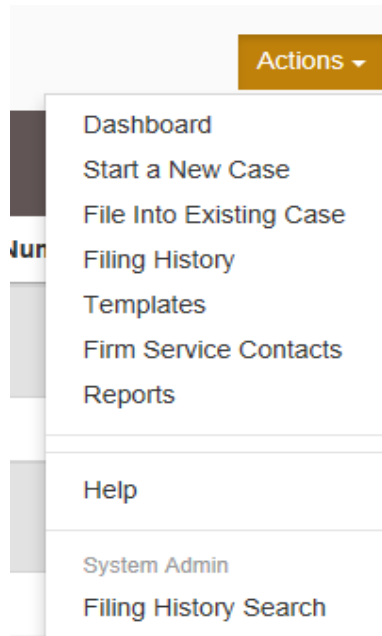 Actions
Dashboard
Start a New Case
File Into Existing Case
Filing History
Templates
Firm Service Contacts
Reports
Help
System Admin
Filing History Search